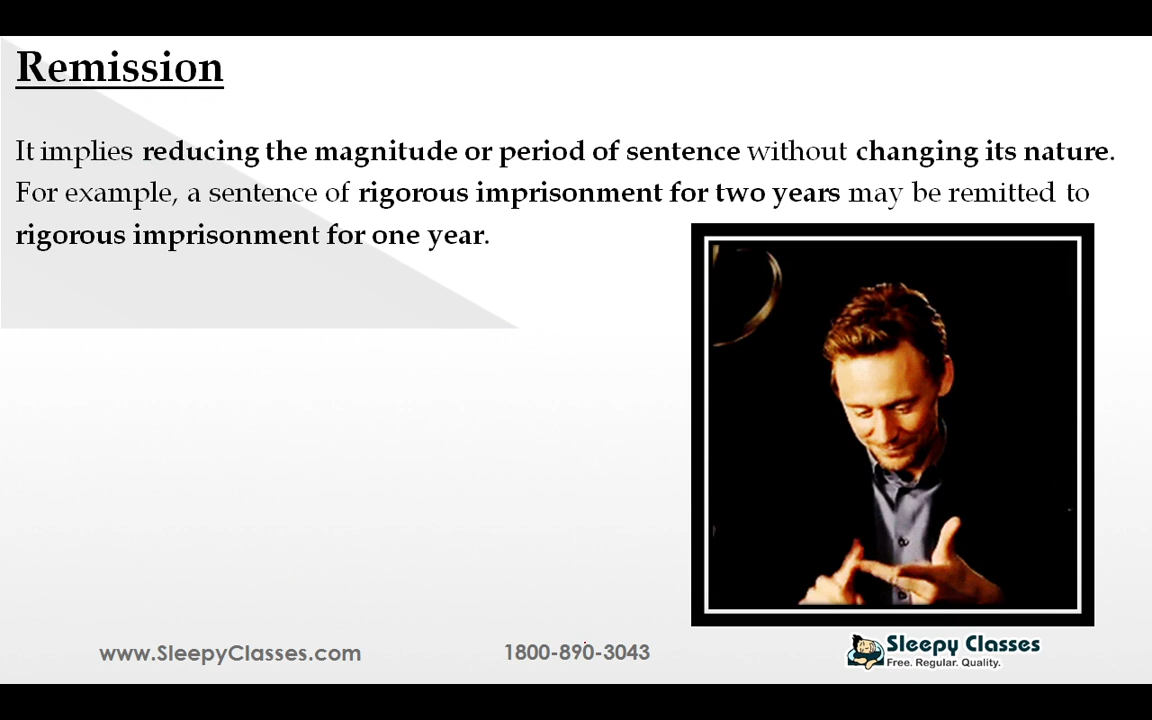 Remission
It implies reducing the magnitude or period of sentence without changing its nature.
For example, a sentence of rigorous imprisonment for two years may be remitted to
rigorous imprisonment for one year.
www.SleepyClasses.com
1800-890-3043
Sleepy Classes
Free. Regular. Quality.